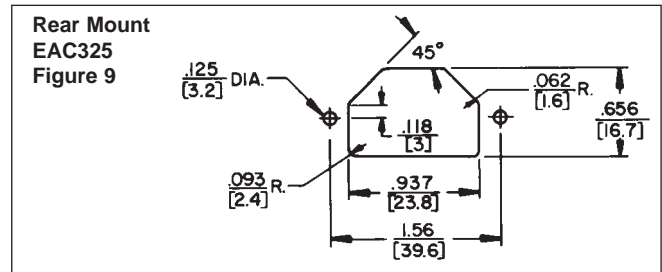 Rear Mount
EAC325
Figure 9
45°
.125
[3.2] DIA.
.062
[1.6] R.
.656
[16.7]
.118
[3]
.093
[2.4] R.
.937
[23.8]
1.56
[39.6]